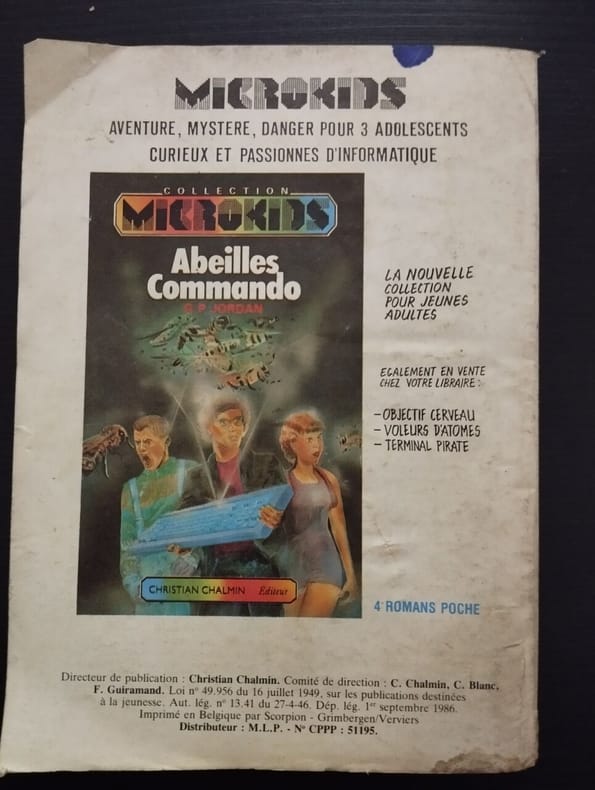 MICROKIDS
AVENTURE, MYSTERE, DANGER POUR 3 ADOLESCENTS
CURIEUX ET PASSIONNES D'INFORMATIQUE
COLLECTION
MICROKIDS
Abeilles
Commando
G. P. JORDAN
LA NOUVELLE
COLLECTION
POUR JEUNES
ADULTES
EGALEMENT EN VENTE
CHEZ VOTRE LIBRAIRE :
- OBJECTIF CERVEAU
- VOLEURS D'ATOMES
- TERMINAL PIRATE
CHRISTIAN CHALMIN Editeur
4 ROMANS POCHE
Directeur de publication : Christian Chalmin. Comité de direction : C. Chalmin, C. Blanc,
F. Guiramand. Loi n° 49.956 du 16 juillet 1949, sur les publications destinées
à la jeunesse. Aut. lég. n° 13.41 du 27-4-46. Dép. lég. 1er septembre 1986.
Imprimé en Belgique par Scorpion - Grimbergen/Verviers
Distributeur : M.L.P. - N° CPPP : 51195.